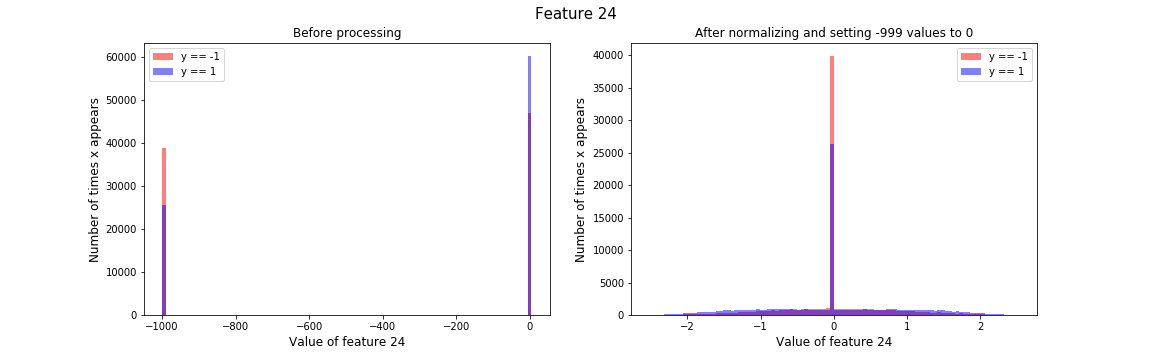 Feature 24
Before processing
y == -1
y == 1
60000
50000
40000
30000
20000
10000
0
−1000
−800
−600
−400
−200
0
Number of times x appears
Value of feature 24
After normalizing and setting -999 values to 0
y == -1
y == 1
40000
35000
30000
25000
20000
15000
10000
5000
0
−2
−1
0
1
2
Number of times x appears
Value of feature 24